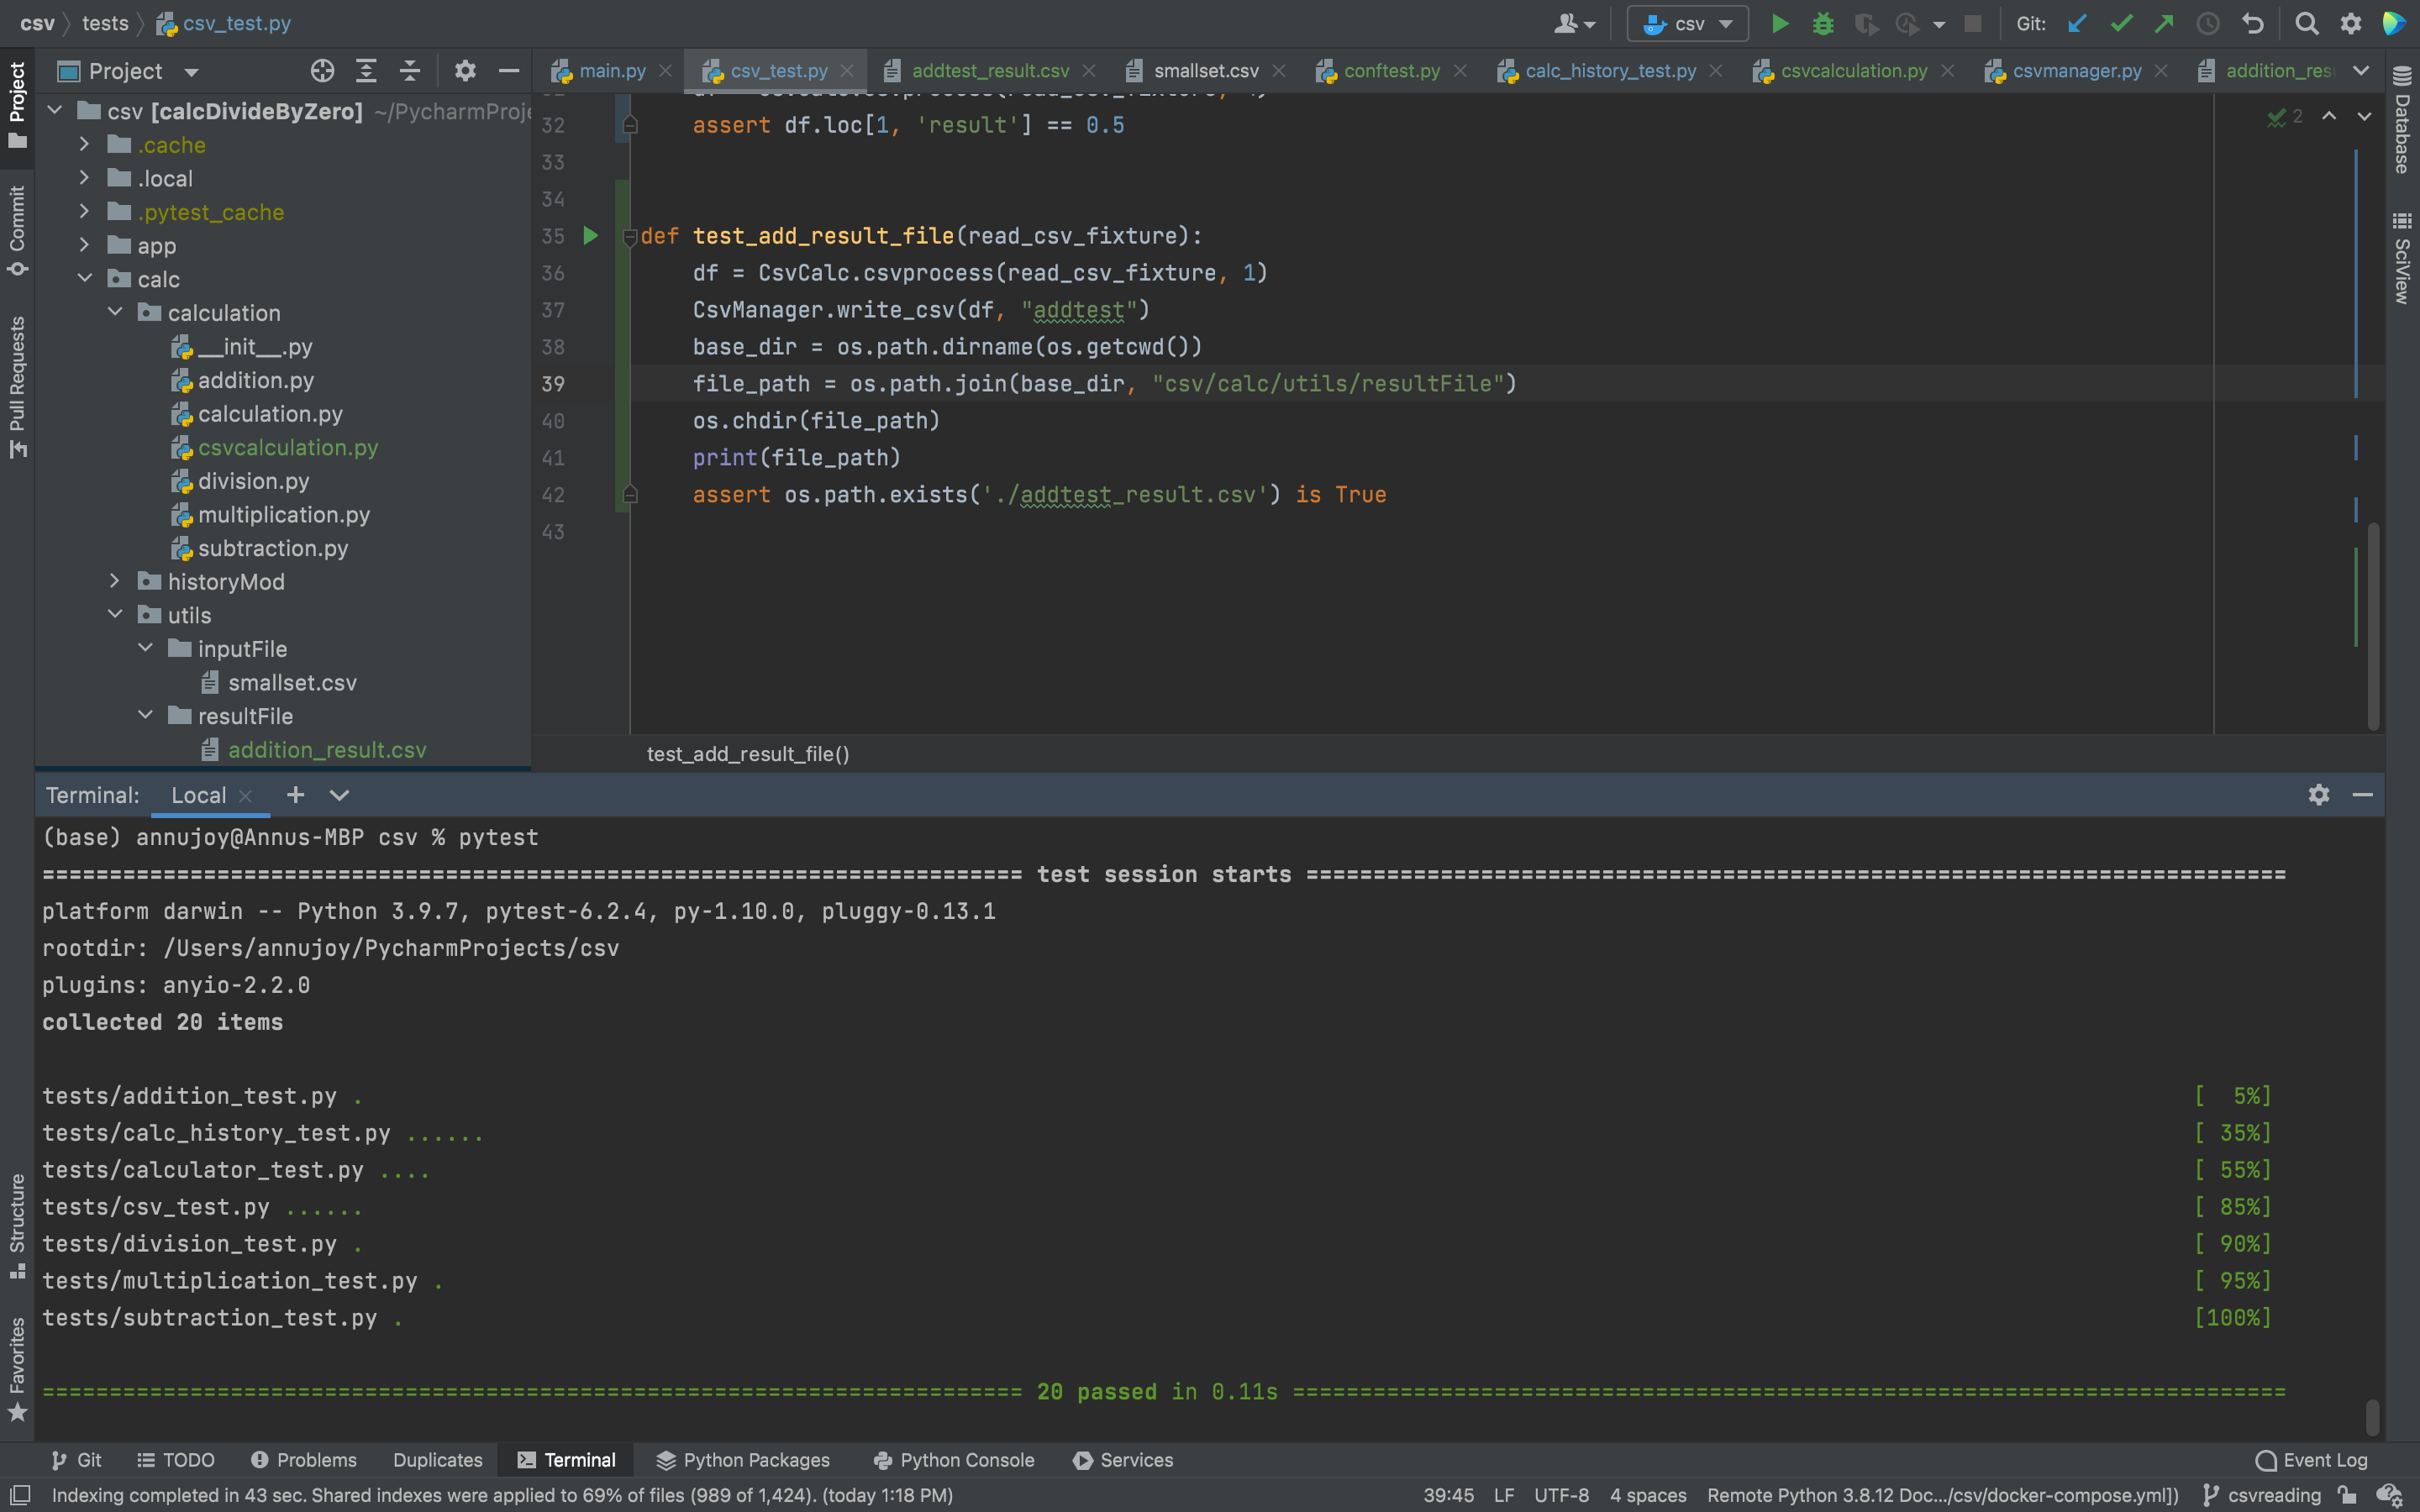 csv tests csv_test.py
csv Git:
Project
main.py csv_test.py addtest_result.csv smallset.csv conftest.py calc_history_test.py csvcalculation.py csvmanager.py
csv [calcDivideByZero] ~/PycharmProje
.cache
.local
.pytest_cache
app
calc
calculation
__init__.py
addition.py
calculation.py
csvcalculation.py
division.py
multiplication.py
subtraction.py
historyMod
utils
inputFile
smallset.csv
resultFile
addition_result.csv
Project
Commit
Pull Requests
Structure
Favorites
Database
SciView
2
32 assert df.loc[1, 'result'] == 0.5
33
34
35 def test_add_result_file(read_csv_fixture):
36 df = CsvCalc.csvprocess(read_csv_fixture, 1)
37 CsvManager.write_csv(df, "addtest")
38 base_dir = os.path.dirname(os.getcwd())
39 file_path = os.path.join(base_dir, "csv/calc/utils/resultFile")
40 os.chdir(file_path)
41 print(file_path)
42 assert os.path.exists('./addtest_result.csv') is True
43
test_add_result_file()
Terminal: Local
(base) annujoy@Annus-MBP csv % pytest
========================================================================= test session starts =========================================================================
platform darwin -- Python 3.9.7, pytest-6.2.4, py-1.10.0, pluggy-0.13.1
rootdir: /Users/annujoy/PycharmProjects/csv
plugins: anyio-2.2.0
collected 20 items
tests/addition_test.py . [  5%]
tests/calc_history_test.py ...... [ 35%]
tests/calculator_test.py .... [ 55%]
tests/csv_test.py ...... [ 85%]
tests/division_test.py . [ 90%]
tests/multiplication_test.py . [ 95%]
tests/subtraction_test.py . [100%]
========================================================================= 20 passed in 0.11s ==========================================================================
Git TODO Problems Duplicates Terminal Python Packages Python Console Services Event Log
Indexing completed in 43 sec. Shared indexes were applied to 69% of files (989 of 1,424). (today 1:18 PM) 39:45 LF UTF-8 4 spaces Remote Python 3.8.12 Doc.../csv/docker-compose.yml]) csvreading